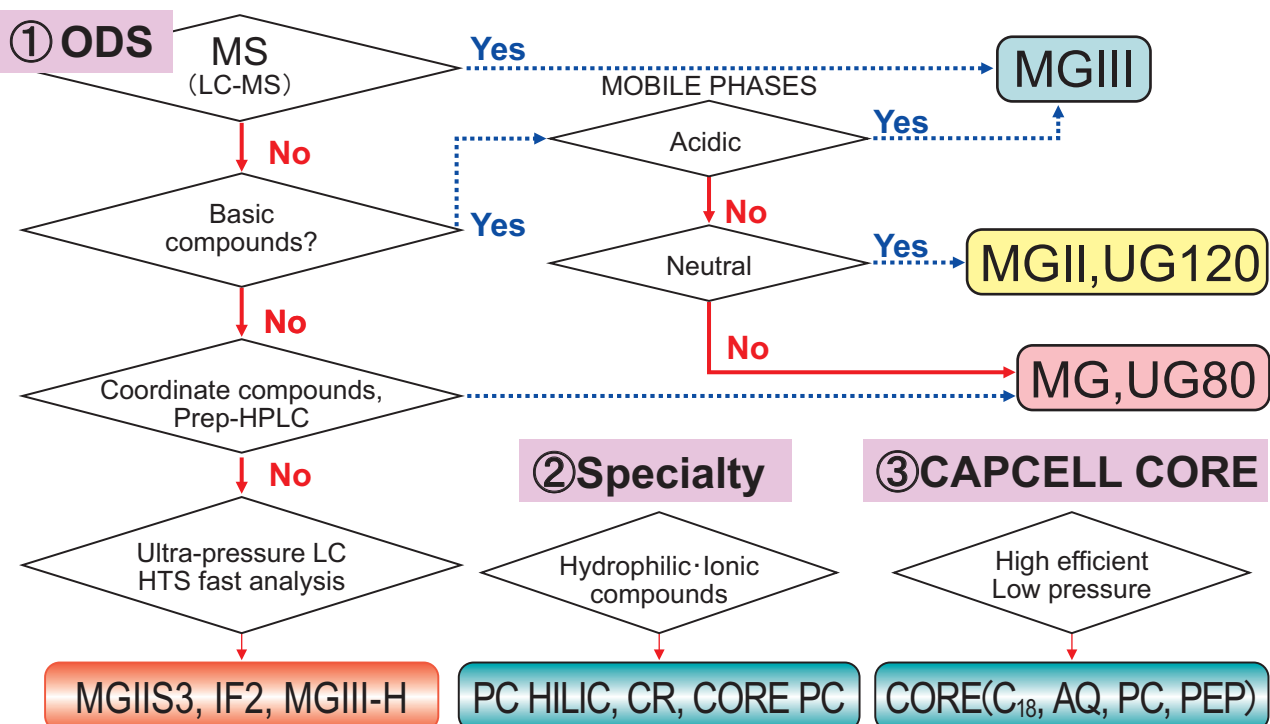 ① ODS
MS
(LC-MS)
Yes
MGIII
MOBILE PHASES
Acidic
Yes
No
No
Basic
compounds?
Yes
Neutral
Yes
MGII,UG120
No
No
MG,UG80
Coordinate compounds,
Prep-HPLC
No
②Specialty
③CAPCELL CORE
Ultra-pressure LC
HTS fast analysis
Hydrophilic·Ionic
compounds
High efficient
Low pressure
MGIIS3, IF2, MGIII-H
PC HILIC, CR, CORE PC
CORE(C₁₈, AQ, PC, PEP)